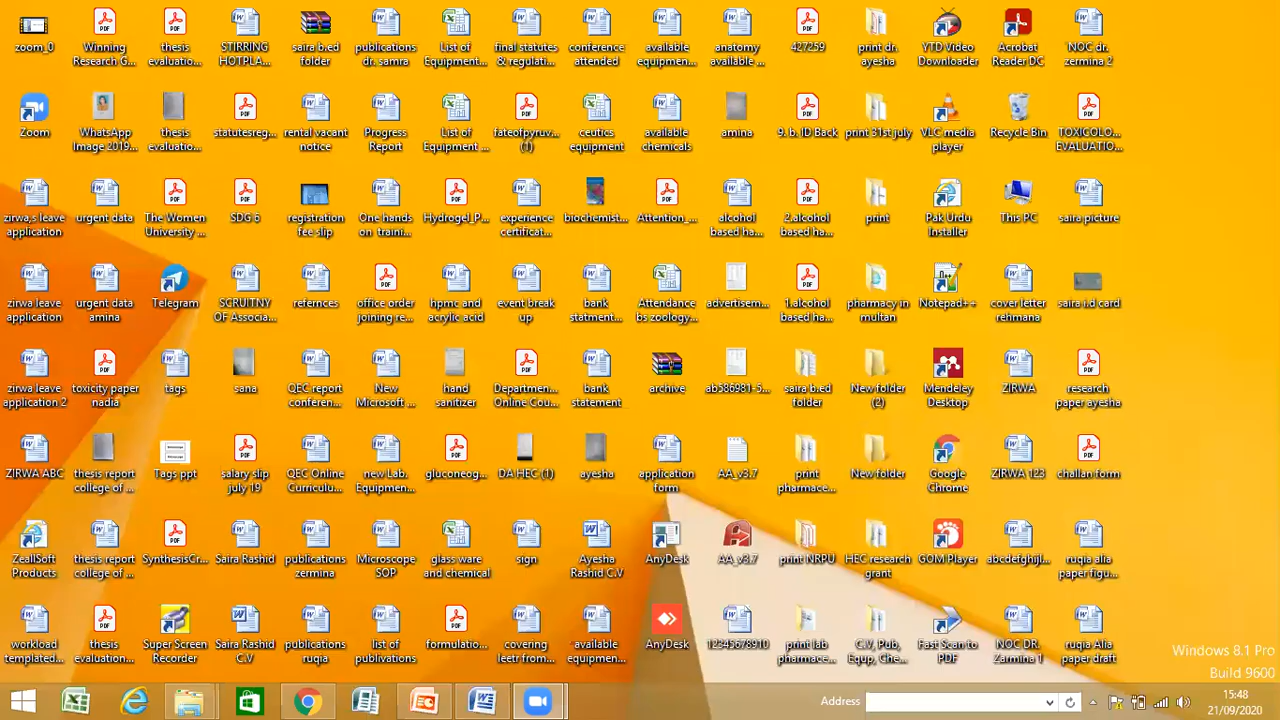 zoom_0
Winning
Research G...
thesis
evaluation...
STIRRING
HOTPLA...
saira b.ed
folder
publications
dr. samra
List of
Equipment...
final statutes
& regulati...
conference
attended
available
equipmen...
anatomy
available ...
427259
print dr.
ayesha
YTD Video
Downloader
Acrobat
Reader DC
NOC dr.
zermina 2
Zoom
WhatsApp
Image 2019...
thesis
evaluatio...
statutesreg...
rental vacant
notice
Progress
Report
List of
Equipment ...
fateofpyruv...
(1)
ceutics
equipment
available
chemicals
amina
9. b. ID Back
print 31st july
VLC media
player
Recycle Bin
TOXICOLO...
EVALUATIO...
zirwa,s leave
application
urgent data
The Women
University ...
SDG 6
registration
fee slip
One hands
on traini...
Hydrogel_P...
experience
certificat...
biochemist...
Attention_...
alcohol
based ha...
2.alcohol
based ha...
print
Pak Urdu
Installer
This PC
saira picture
zirwa leave
application
urgent data
amina
Telegram
SCRUITNY
OF Associa...
refernces
office order
joining re...
hpmc and
acrylic acid
event break
up
bank
statment...
Attendance
bs zoology...
advertisem...
1.alcohol
based ha...
pharmacy in
multan
Notepad++
cover letter
rehmana
saira i.d card
zirwa leave
application 2
toxicity paper
nadia
tags
sana
QEC report
conferen...
New
Microsoft ...
hand
sanitizer
Departmen...
Online Cou...
bank
statement
archive
ab586981-5...
saira b.ed
folder
New folder
(2)
Mendeley
Desktop
ZIRWA
research
paper ayesha
ZIRWA ABC
thesis report
college of ...
Tags ppt
salary slip
july 19
QEC Online
Curriculu...
new Lab.
Equipmen...
gluconeog...
DA HEC (1)
ayesha
application
form
AA_v3.7
print
pharmace...
New folder
Google
Chrome
ZIRWA 123
challan form
ZeallSoft
Products
thesis report
college of ...
SynthesisCr...
Saira Rashid
publications
zermina
Microscope
SOP
glass ware
and chemical
sign
Ayesha
Rashid C.V
AnyDesk
AA_v3.7
print NRPU
HEC research
grant
GOM Player
abcdefghijl...
ruqia alia
paper figu...
workload
templated...
thesis
evaluation...
Super Screen
Recorder
Saira Rashid
C.V
publications
ruqia
list of
publivations
formulatio...
covering
leetr from...
available
equipmen...
AnyDesk
12345678910
print lab
pharmace...
C.V, Pub,
Equp, Che...
Fast Scan to
PDF
NOC DR.
Zarmina 1
ruqia Alia
paper draft
Windows 8.1 Pro
Build 9600
Address
15:48
21/09/2020